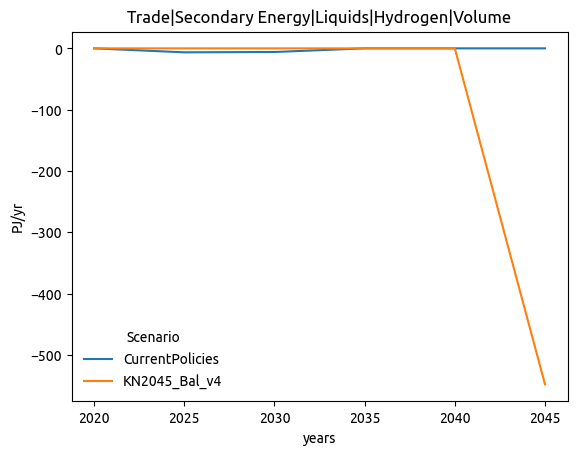 Trade|Secondary Energy|Liquids|Hydrogen|Volume
0
−100
−200
−300
−400
−500
PJ/yr
Scenario
CurrentPolicies
KN2045_Bal_v4
2020 2025 2030 2035 2040 2045
years